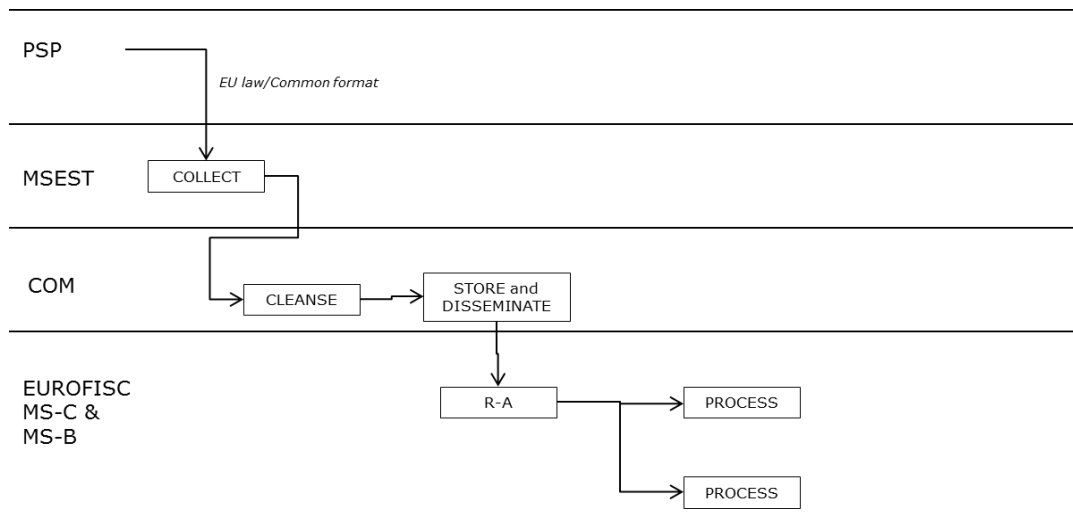 PSP
EU law/Common format
MSEST
COLLECT
COM
CLEANSE
STORE and
DISSEMINATE
EUROFISC
MS-C &
MS-B
R-A
PROCESS
PROCESS